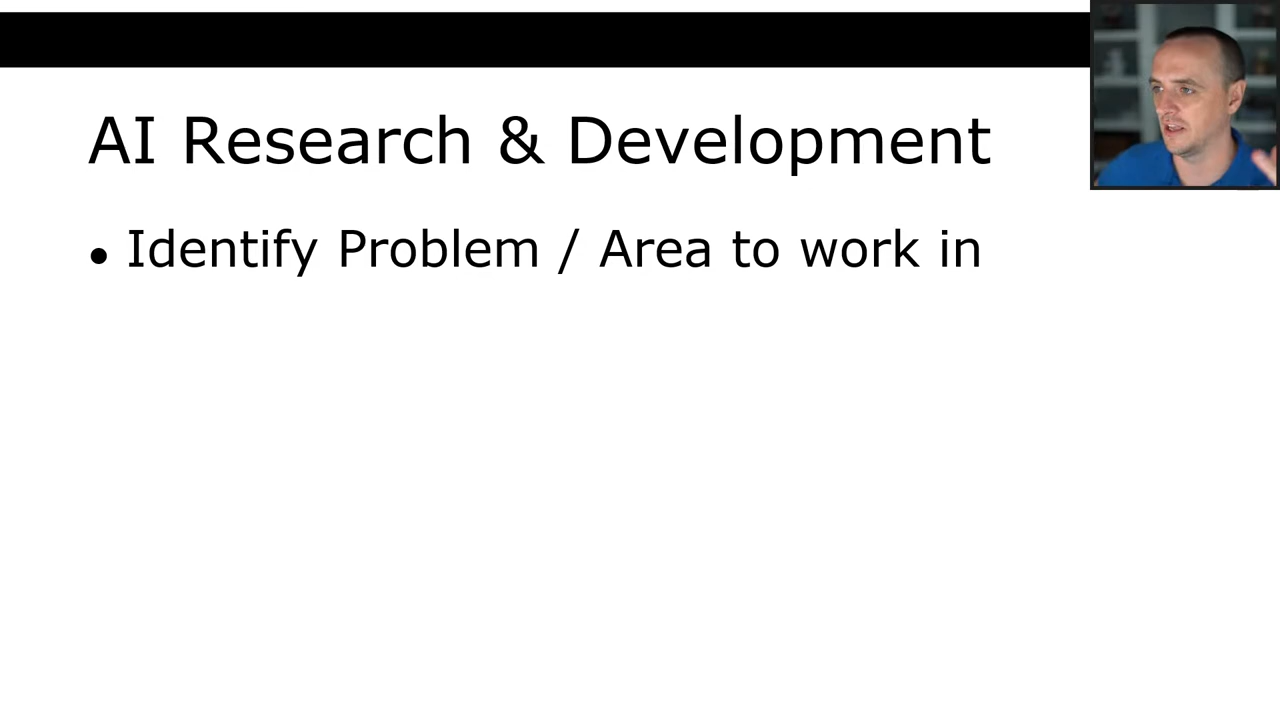 AI Research & Development
• Identify Problem / Area to work in